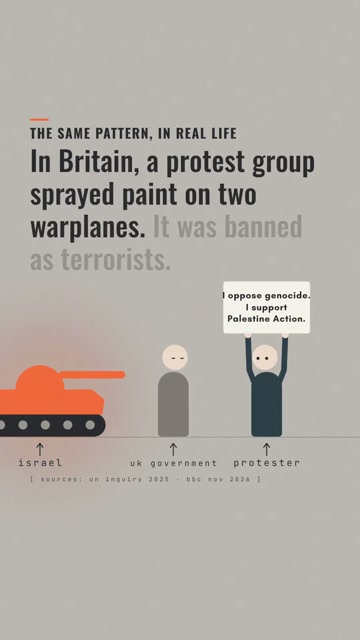 THE SAME PATTERN, IN REAL LIFE
In Britain, a protest group
sprayed paint on two
warplanes. It was banned
as terrorists.
I oppose genocide.
I support
Palestine Action.
israel
uk government
protester
[ sources: un inquiry 2025 · bbc nov 2026 ]